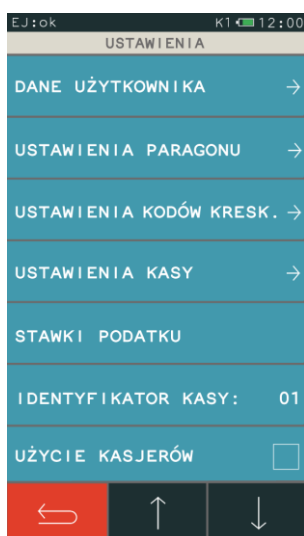 EJ:ok K1 12:00
USTAWIENIA
DANE UŻYTKOWNIKA
USTAWIENIA PARAGONU
USTAWIENIA KODÓW KRESK.
USTAWIENIA KASY
STAWKI PODATKU
IDENTYFIKATOR KASY: 01
UŻYCIE KASJERÓW